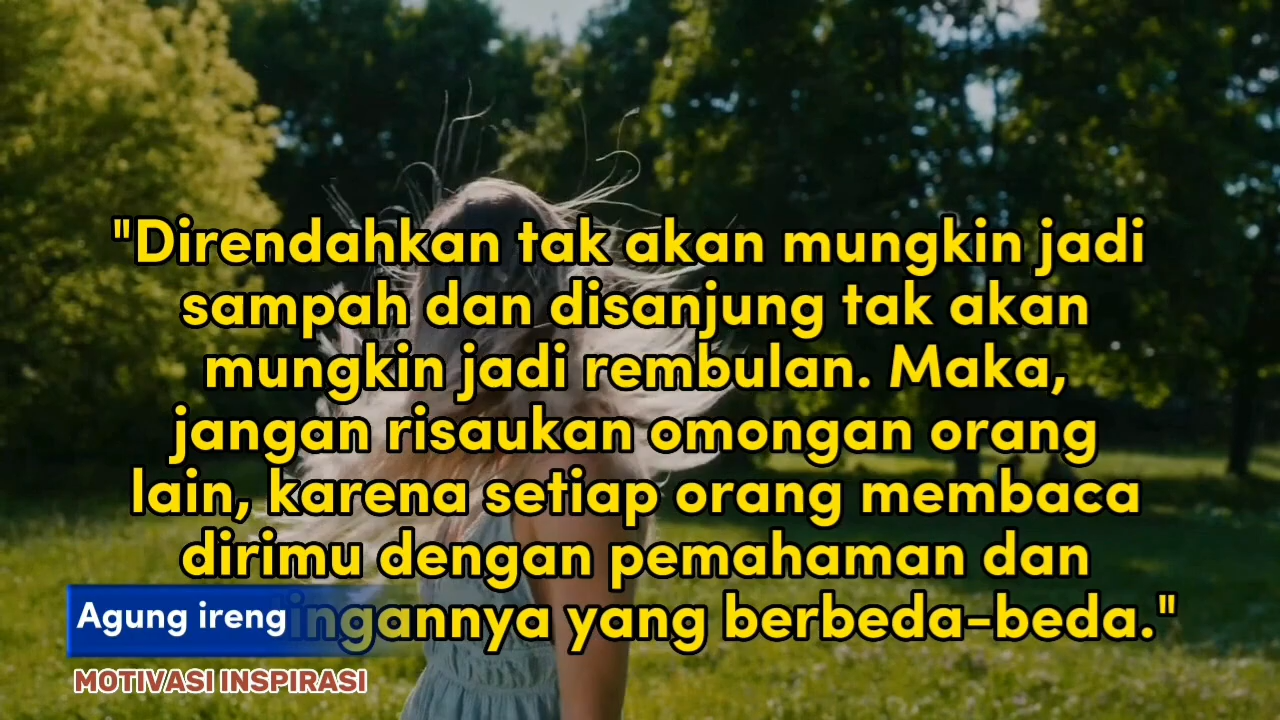 "Direndahkan tak akan mungkin jadi
sampah dan disanjung tak akan
mungkin jadi rembulan. Maka,
jangan risaukan omongan orang
lain, karena setiap orang membaca
dirimu dengan pemahaman dan
yang berbeda-beda."
Agung ireng
MOTIVASI INSPIRASI